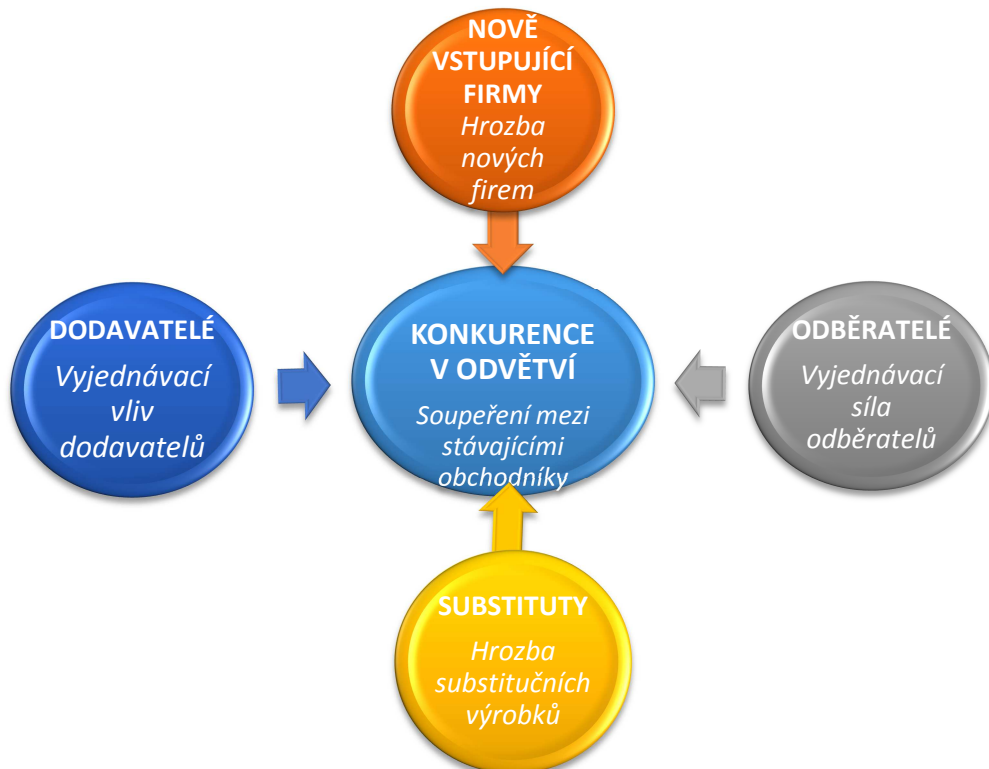 NOVĚ
VSTUPUJÍCÍ
FIRMY
Hrozba
nových
firem
DODAVATELÉ
Vyjednávací
vliv
dodavatelů
KONKURENCE
V ODVĚTVÍ
Soupeření mezi
stávajícími
obchodníky
ODBĚRATELÉ
Vyjednávací
síla
odběratelů
SUBSTITUTY
Hrozba
substitučních
výrobků